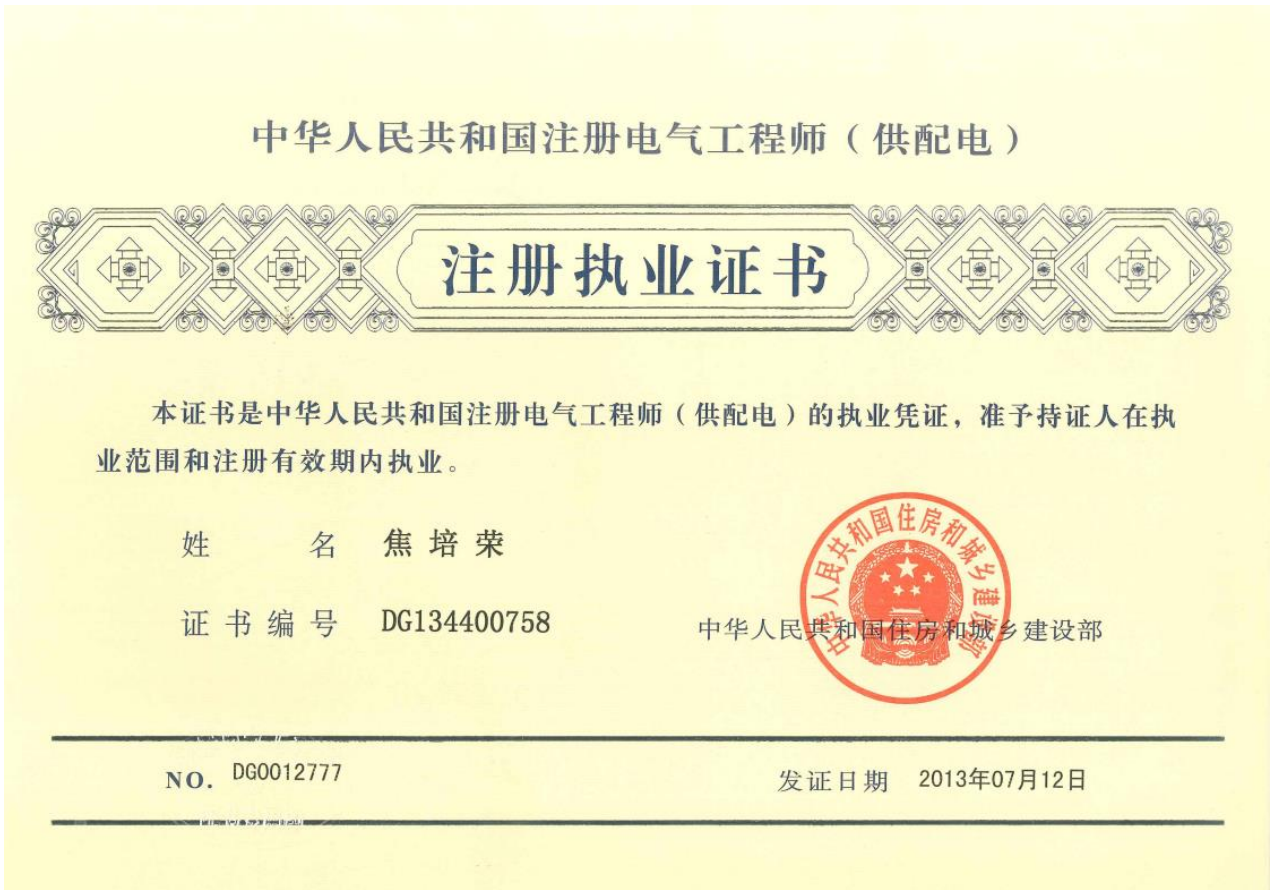 中华人民共和国注册电气工程师（供配电）
注册执业证书
本证书是中华人民共和国注册电气工程师（供配电）的执业凭证，准予持证人在执
业范围和注册有效期内执业。
姓 名 焦培荣
证书编号 DG134400758
中华人民共和国住房和城乡建设部
中华人民共和国住房和城乡建设部
NO. DG0012777
发证日期 2013年07月12日